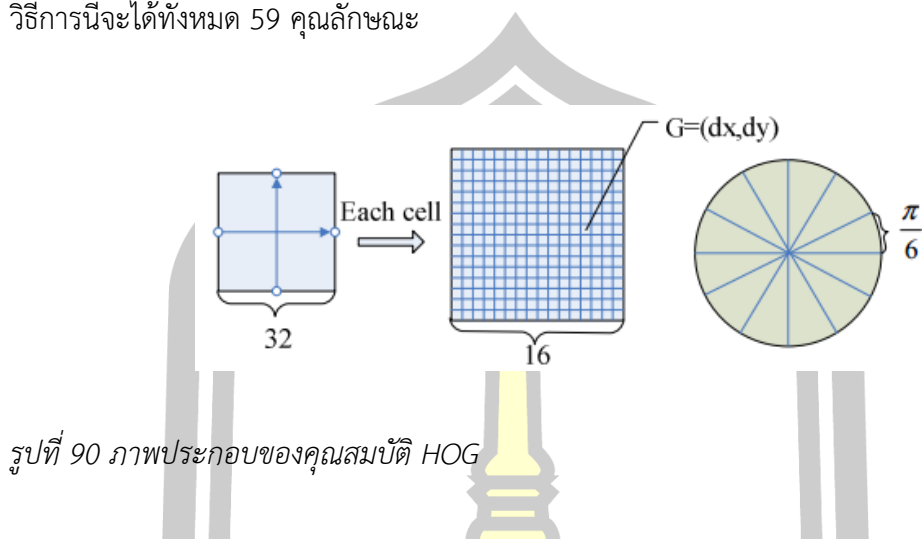 วิธีการนี้จะได้ทั้งหมด 59 คุณลักษณะ
G=(dx,dy)
Each cell
π
6
32
16
รูปที่ 90 ภาพประกอบของคุณสมบัติ HOG